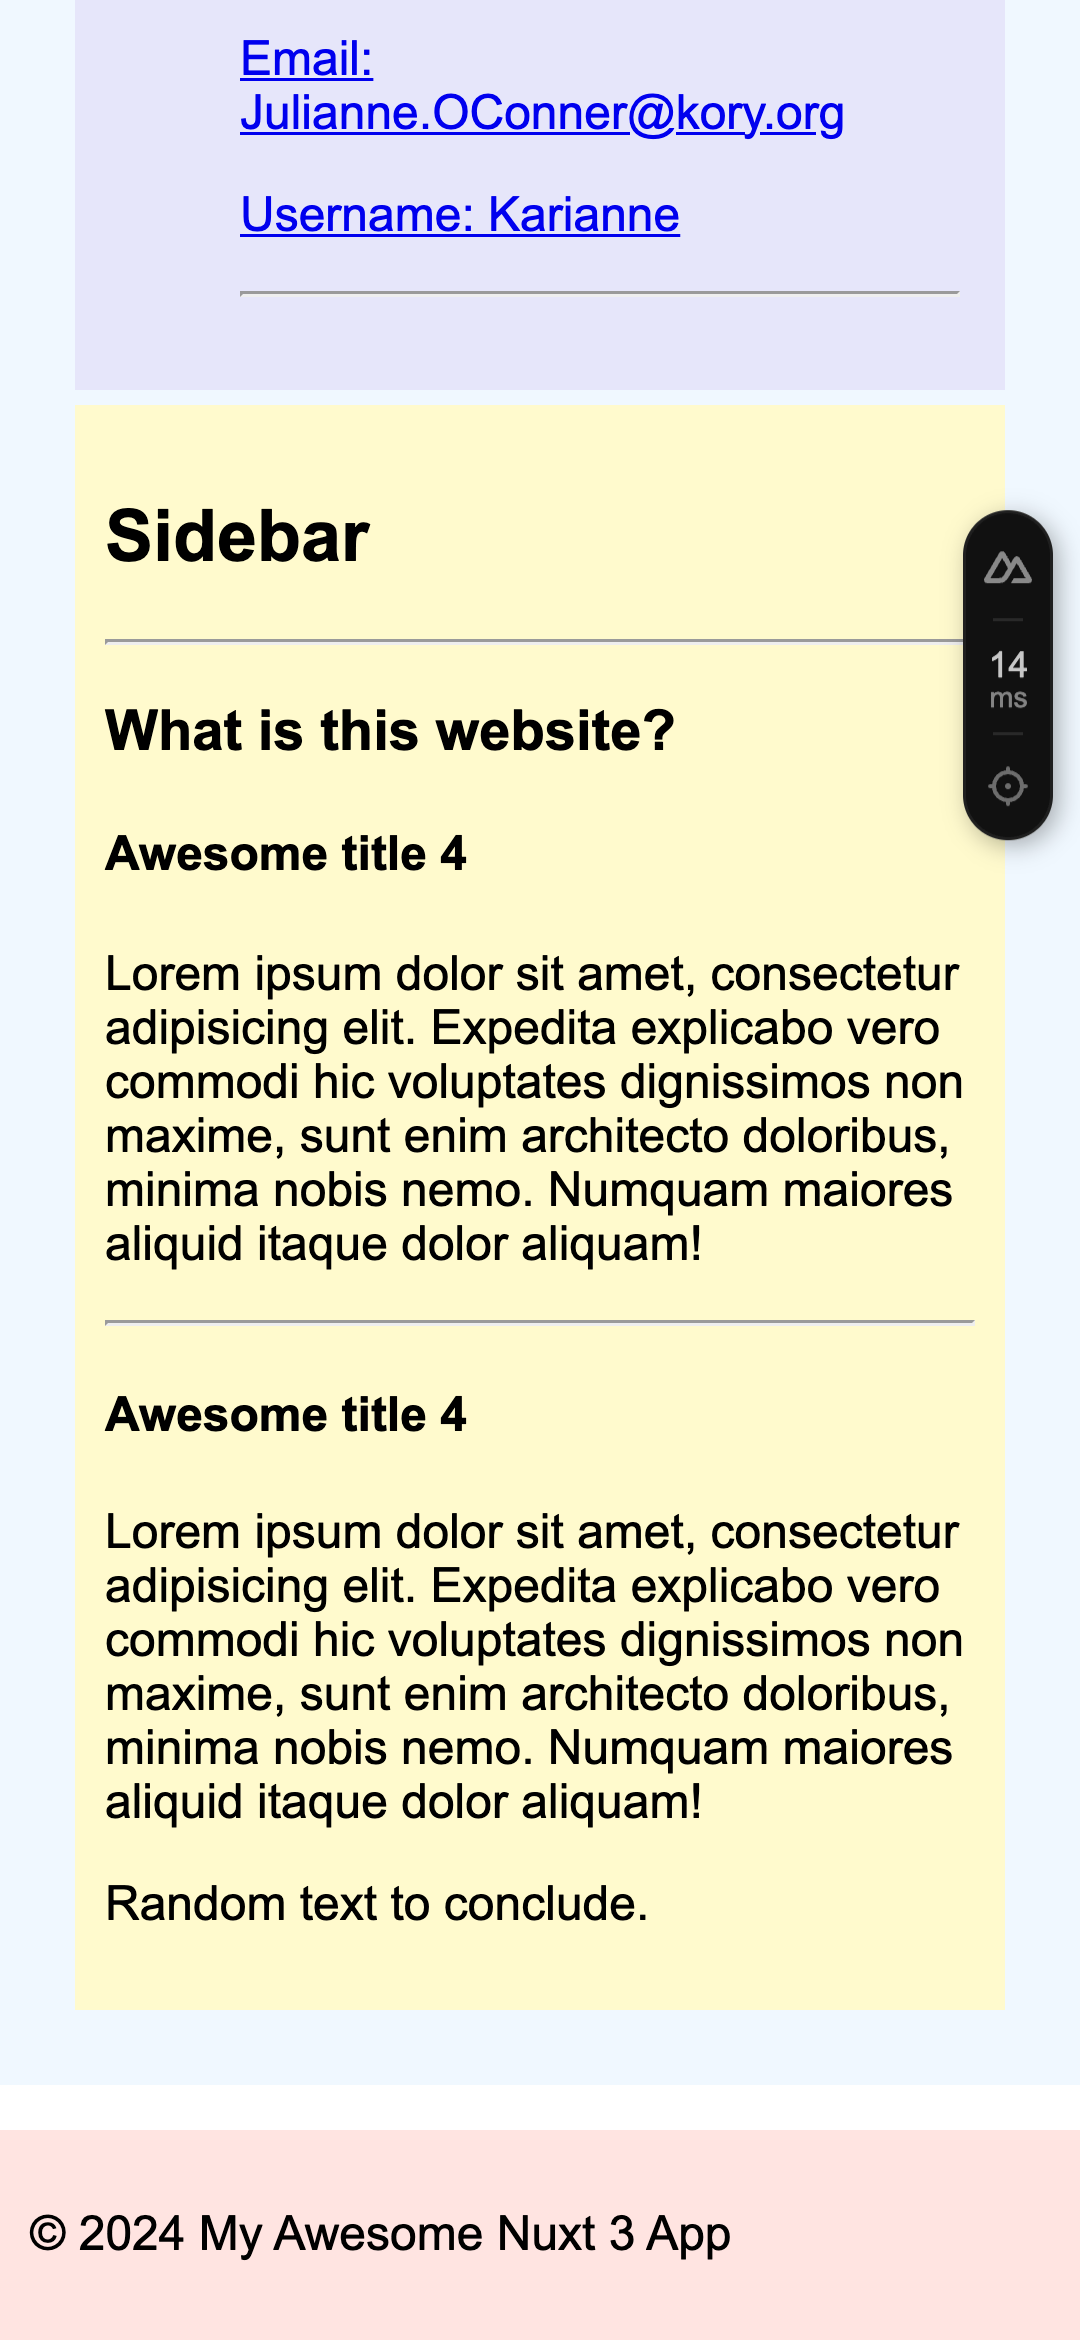 Email:
Julianne.OConner@kory.org
Username: Karianne
Sidebar
What is this website?
Awesome title 4
Lorem ipsum dolor sit amet, consectetur
adipisicing elit. Expedita explicabo vero
commodi hic voluptates dignissimos non
maxime, sunt enim architecto doloribus,
minima nobis nemo. Numquam maiores
aliquid itaque dolor aliquam!
Awesome title 4
Lorem ipsum dolor sit amet, consectetur
adipisicing elit. Expedita explicabo vero
commodi hic voluptates dignissimos non
maxime, sunt enim architecto doloribus,
minima nobis nemo. Numquam maiores
aliquid itaque dolor aliquam!
Random text to conclude.
14
ms
© 2024 My Awesome Nuxt 3 App